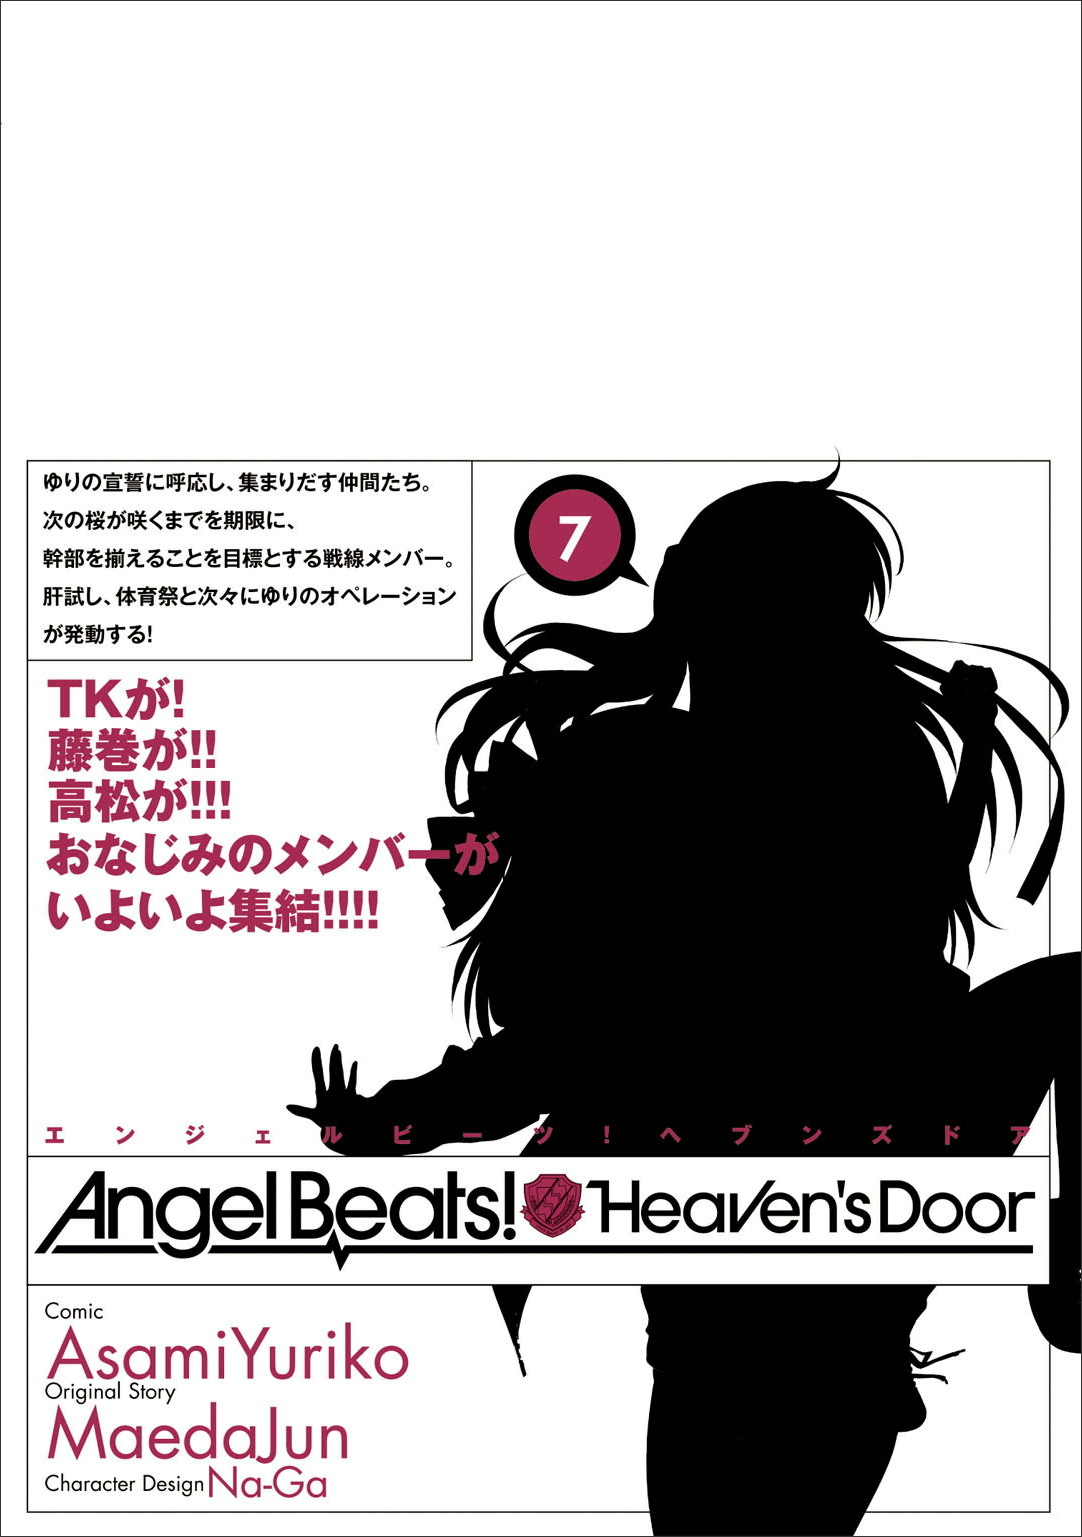 ゆりの宣誓に呼応し、集まりだす仲間たち。
次の桜が咲くまでを期限に、
幹部を揃えることを目標とする戦線メンバー。
肝試し、体育祭と次々にゆりのオペレーション
が発動する!
7
TKが!
藤巻が!!
高松が!!!
おなじみのメンバーが
いよいよ集結!!!!
エンジェルビーツ!ヘブンズドア
Angel Beats! Heaven's Door
Comic
AsamiYuriko
Original Story
MaedaJun
Character Design Na-Ga